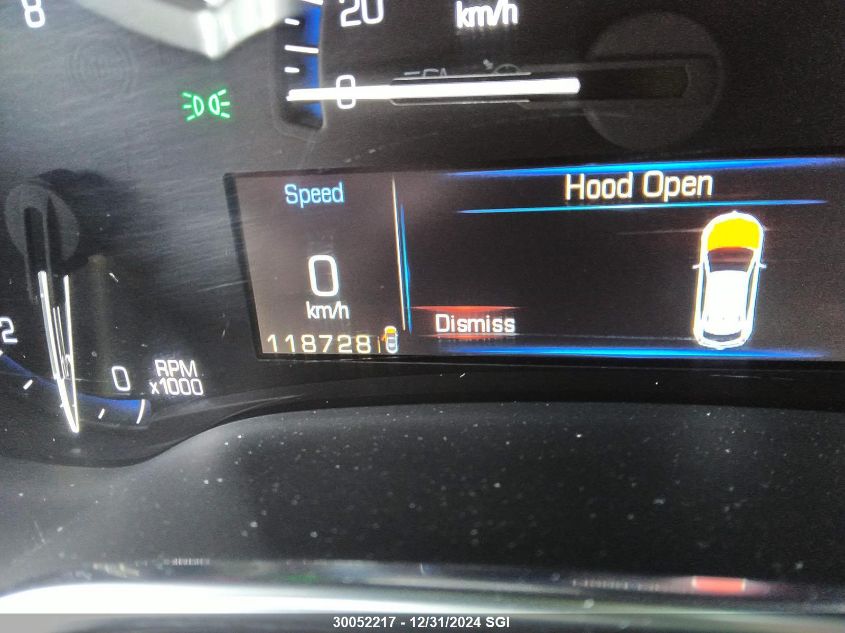 8
20
km/h
0
Speed
Hood Open
0
km/h
Dismiss
118728
2
0
RPM
x1000
30052217 - 12/31/2024 SGI